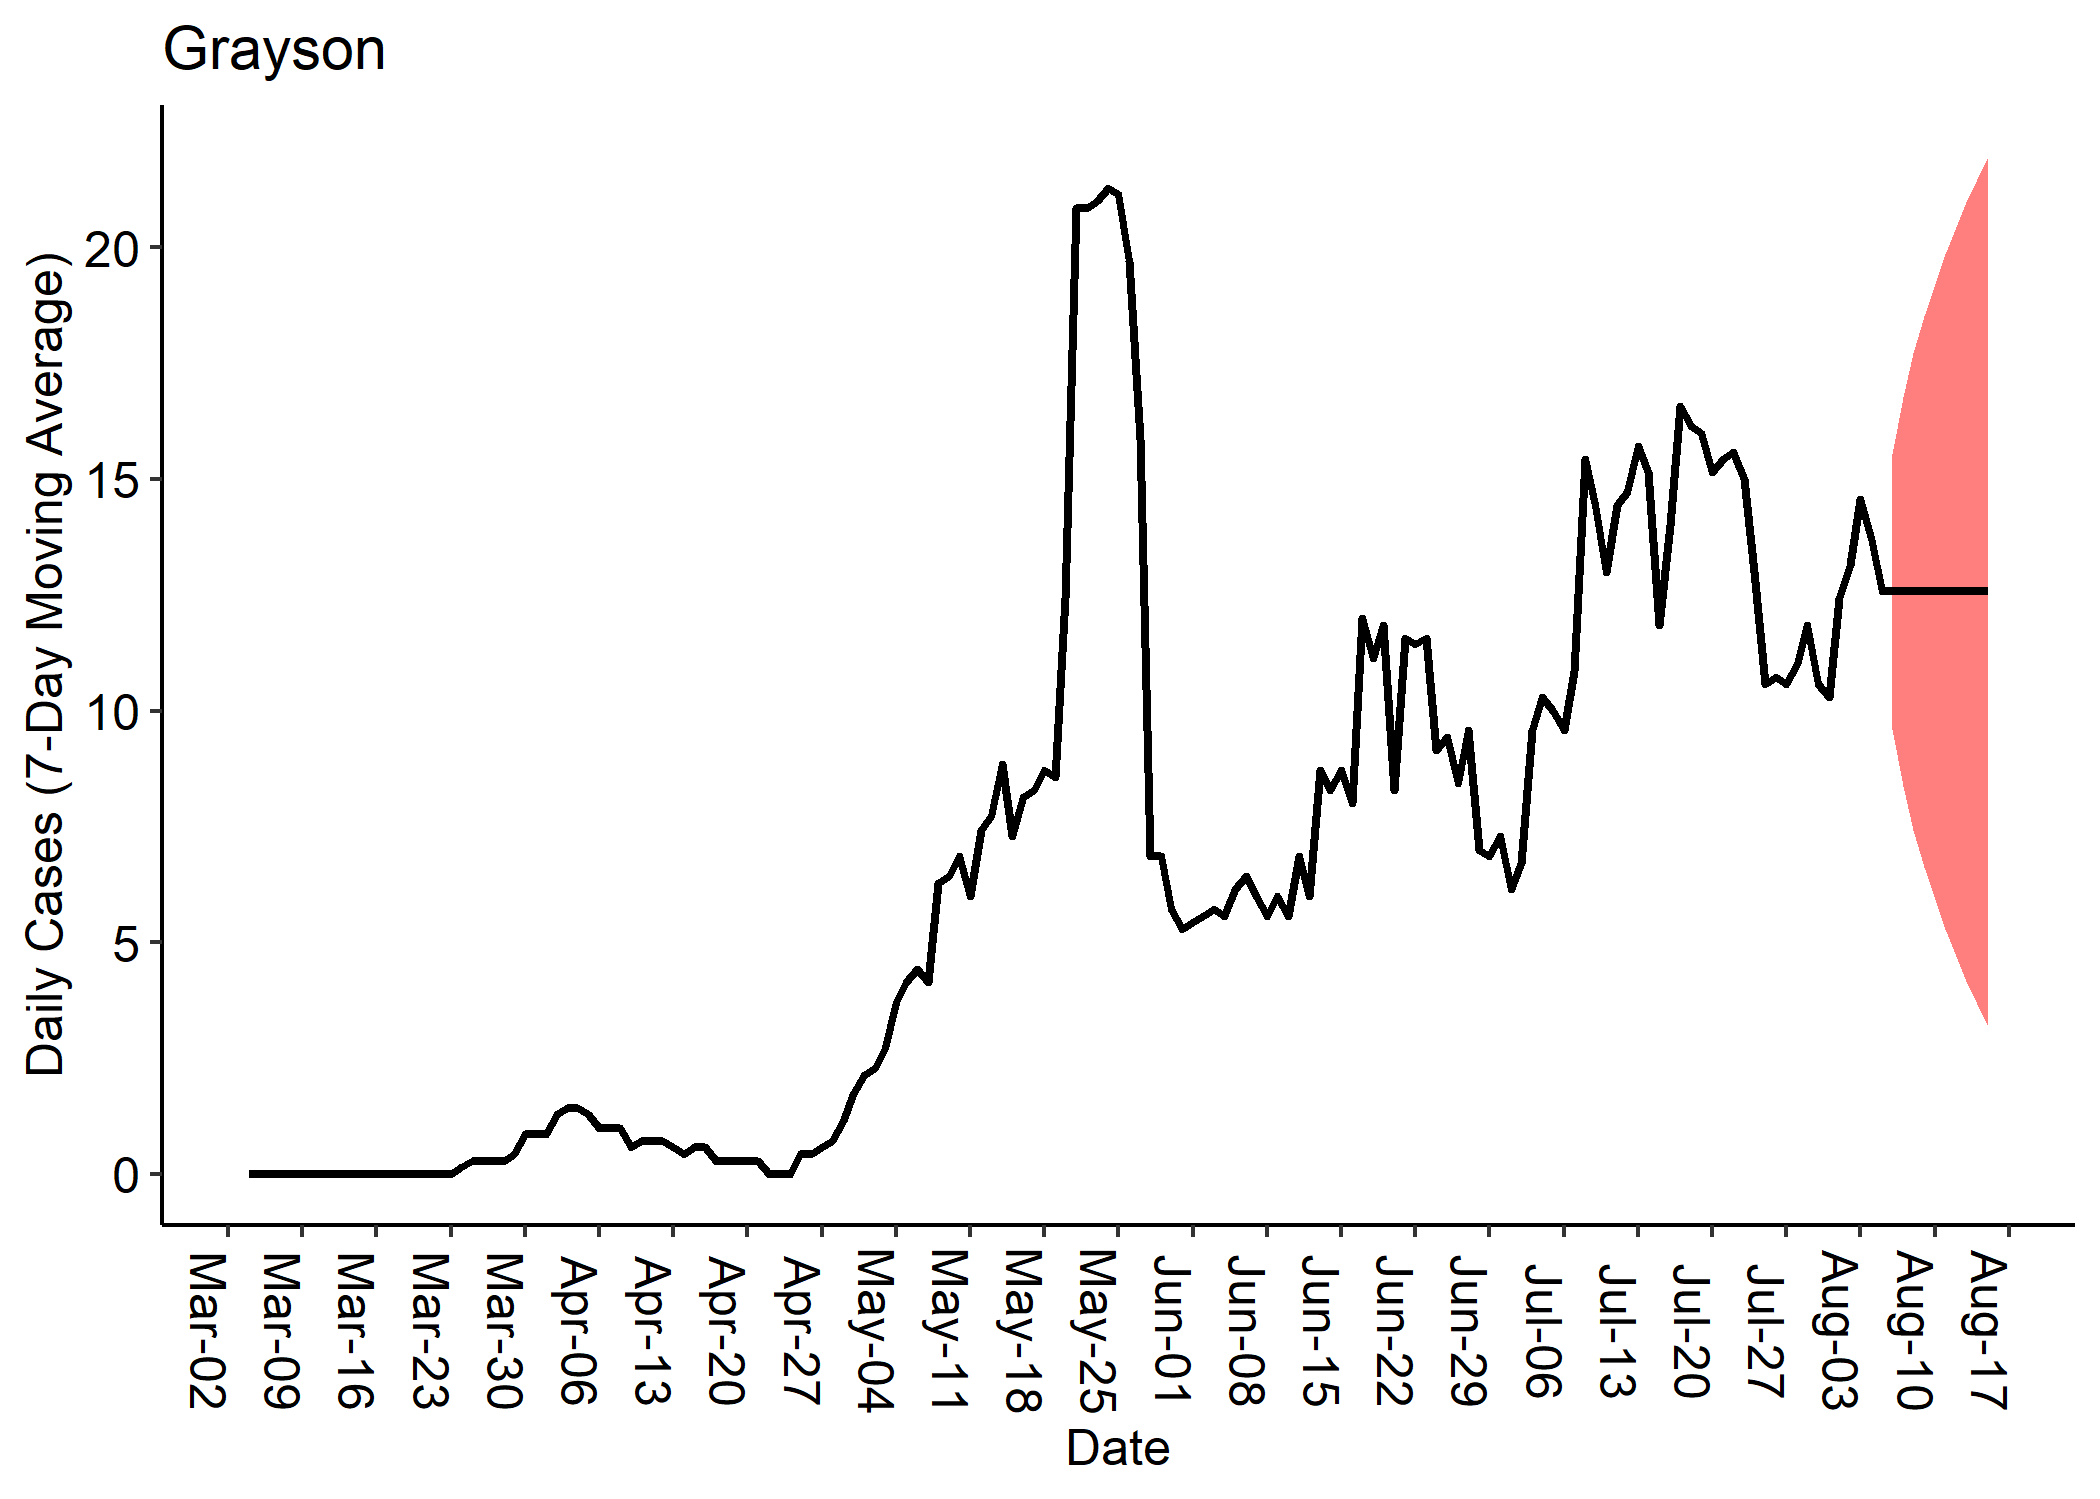 Grayson
Daily Cases (7-Day Moving Average)
20
15
10
5
0
Mar-02
Mar-09
Mar-16
Mar-23
Mar-30
Apr-06
Apr-13
Apr-20
Apr-27
May-04
May-11
May-18
May-25
Jun-01
Jun-08
Jun-15
Jun-22
Jun-29
Jul-06
Jul-13
Jul-20
Jul-27
Aug-03
Aug-10
Aug-17
Date